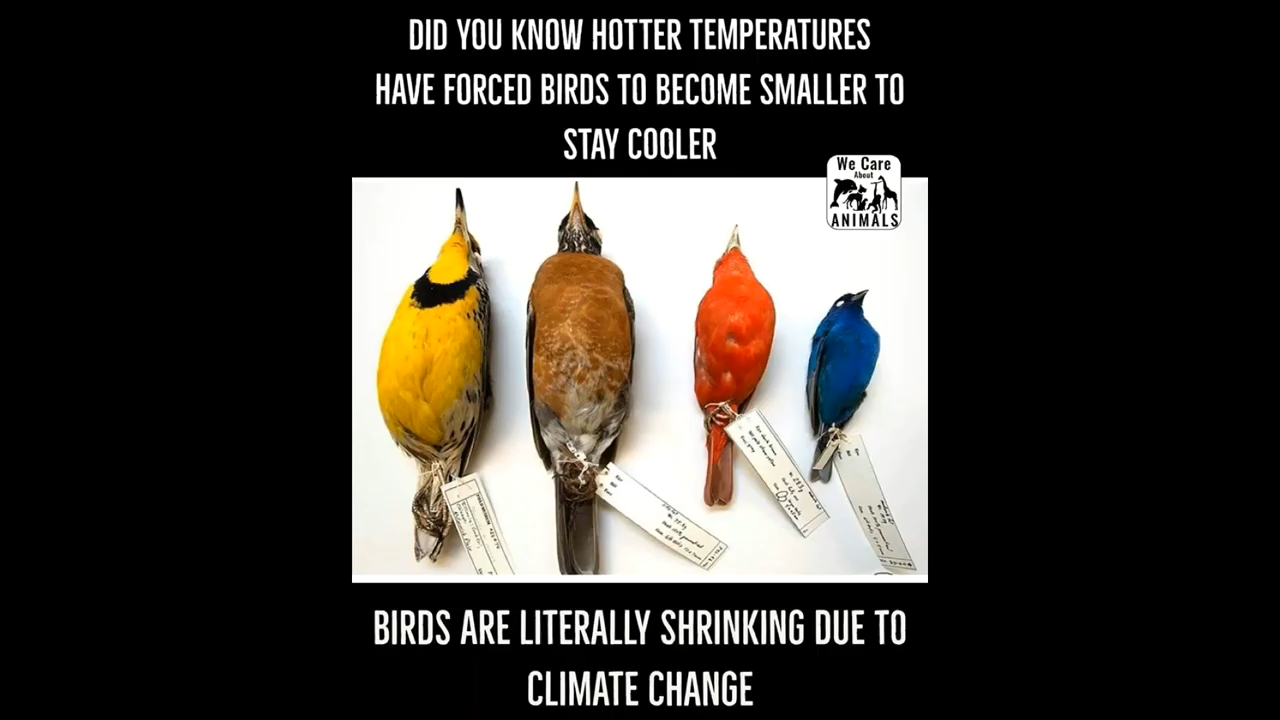 DID YOU KNOW HOTTER TEMPERATURES
HAVE FORCED BIRDS TO BECOME SMALLER TO
STAY COOLER
We Care
About
ANIMALS
BIRDS ARE LITERALLY SHRINKING DUE TO
CLIMATE CHANGE